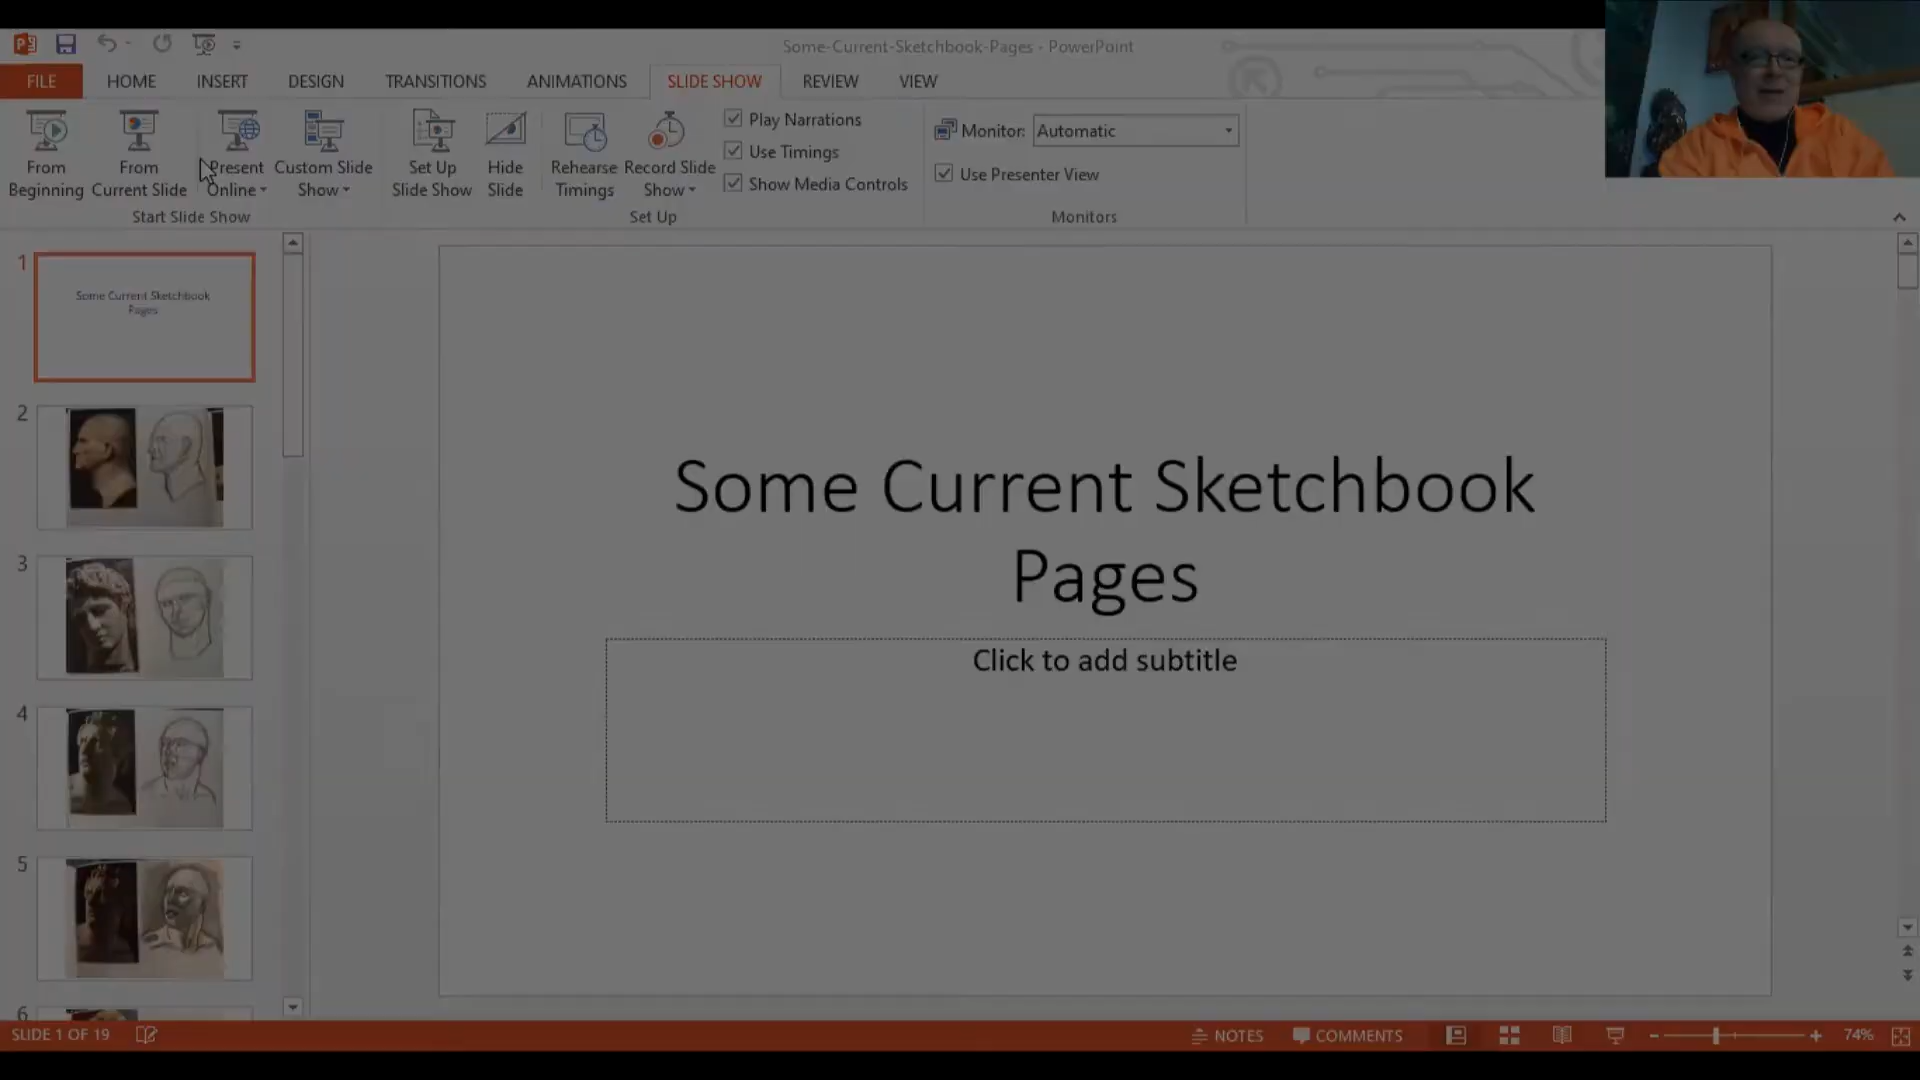 Some-Current-Sketchbook-Pages - PowerPoint
FILE HOME INSERT DESIGN TRANSITIONS ANIMATIONS SLIDE SHOW REVIEW VIEW
From Beginning
From Current Slide
Present Online
Custom Slide Show
Set Up Slide Show
Hide Slide
Rehearse Timings
Record Slide Show
Play Narrations
Use Timings
Show Media Controls
Monitor: Automatic
Use Presenter View
Start Slide Show
Set Up
Monitors
1
Some Current Sketchbook
Pages
2
3
4
5
6
Some Current Sketchbook
Pages
Click to add subtitle
SLIDE 1 OF 19
NOTES COMMENTS 74%